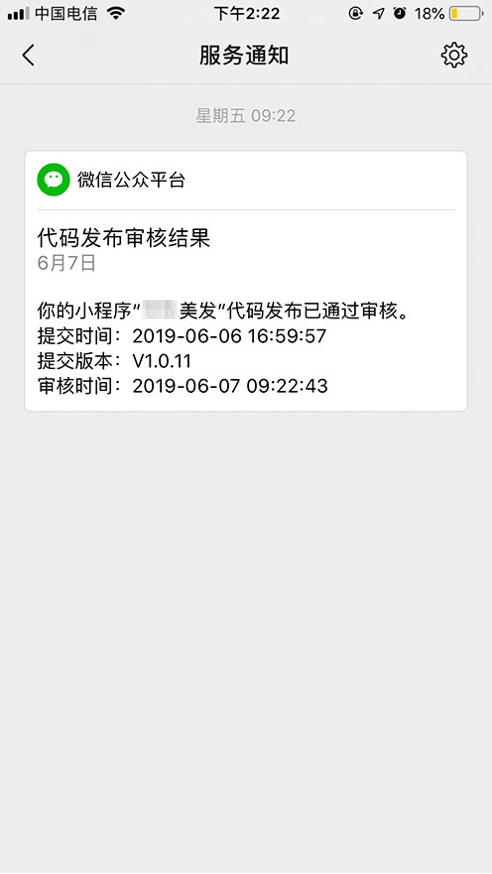 中国电信 下午2:22 18%
服务通知
星期五 09:22
微信公众平台
代码发布审核结果
6月7日
你的小程序“ 美发”代码发布已通过审核。
提交时间：2019-06-06 16:59:57
提交版本：V1.0.11
审核时间：2019-06-07 09:22:43